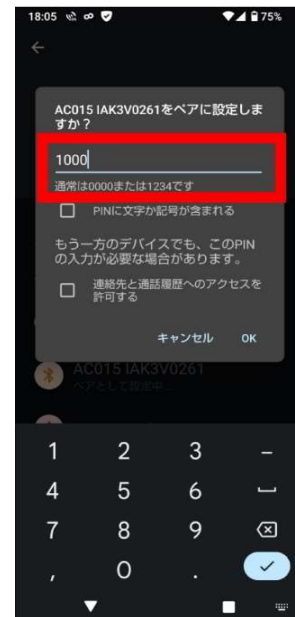 18:05 75%
AC015 IAK3V0261をペアに設定しま
すか？
1000
通常は0000または1234です
PINに文字か記号が含まれる
もう一方のデバイスでも、このPIN
の入力が必要な場合があります。
連絡先と通話履歴へのアクセスを
許可する
キャンセル OK
AC015 IAK3V0261
ペアとして設定中...
1 2 3 -
4 5 6
7 8 9
, 0 .